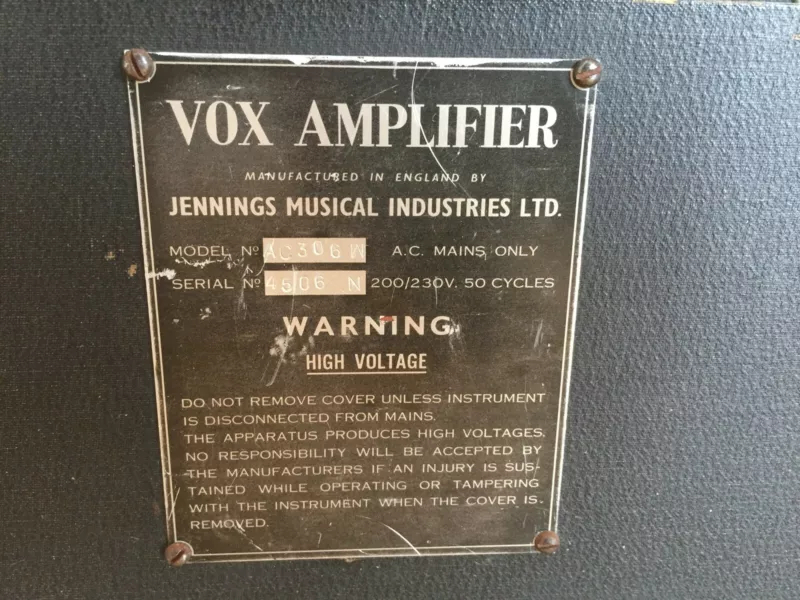 VOX AMPLIFIER
MANUFACTURED IN ENGLAND BY
JENNINGS MUSICAL INDUSTRIES LTD.
MODEL Nº AC306W A.C. MAINS ONLY
SERIAL Nº 4506 N 200/230V. 50 CYCLES
WARNING
HIGH VOLTAGE
DO NOT REMOVE COVER UNLESS INSTRUMENT
IS DISCONNECTED FROM MAINS.
THE APPARATUS PRODUCES HIGH VOLTAGES.
NO RESPONSIBILITY WILL BE ACCEPTED BY
THE MANUFACTURERS IF AN INJURY IS SUS-
TAINED WHILE OPERATING OR TAMPERING
WITH THE INSTRUMENT WHEN THE COVER IS
REMOVED.